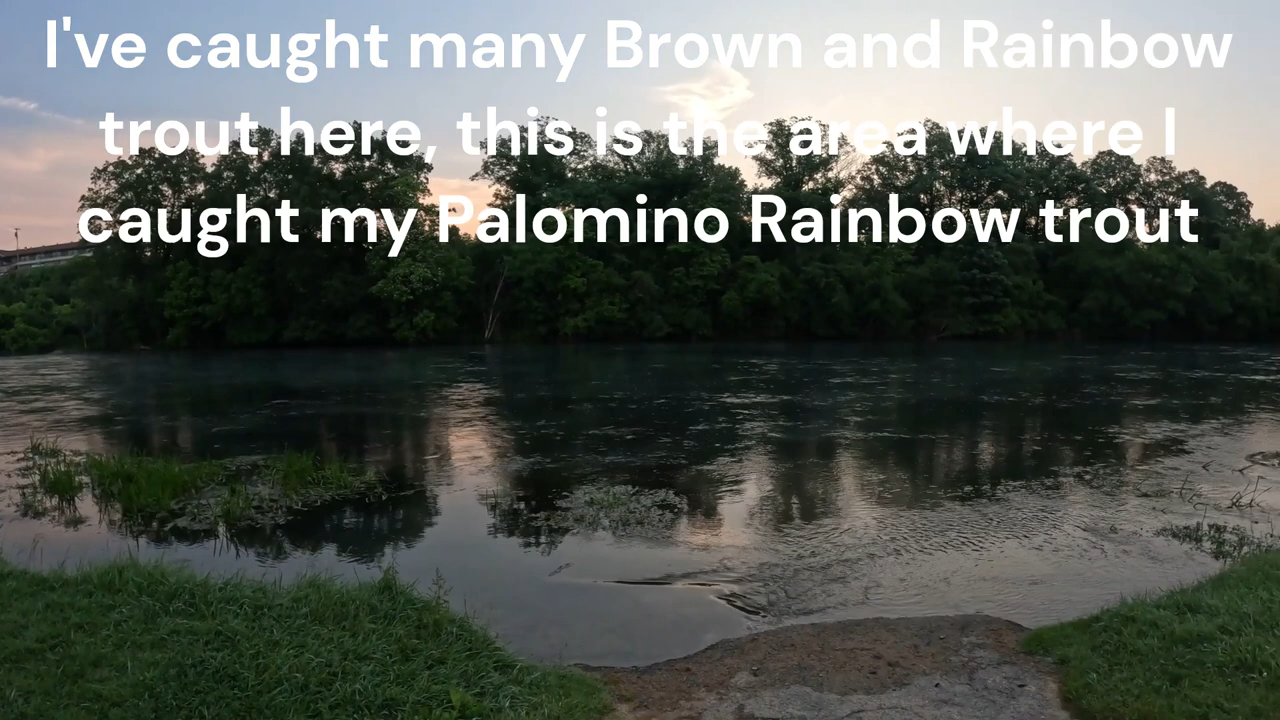 I've caught many Brown and Rainbow
trout here, this is the area where I
caught my Palomino Rainbow trout